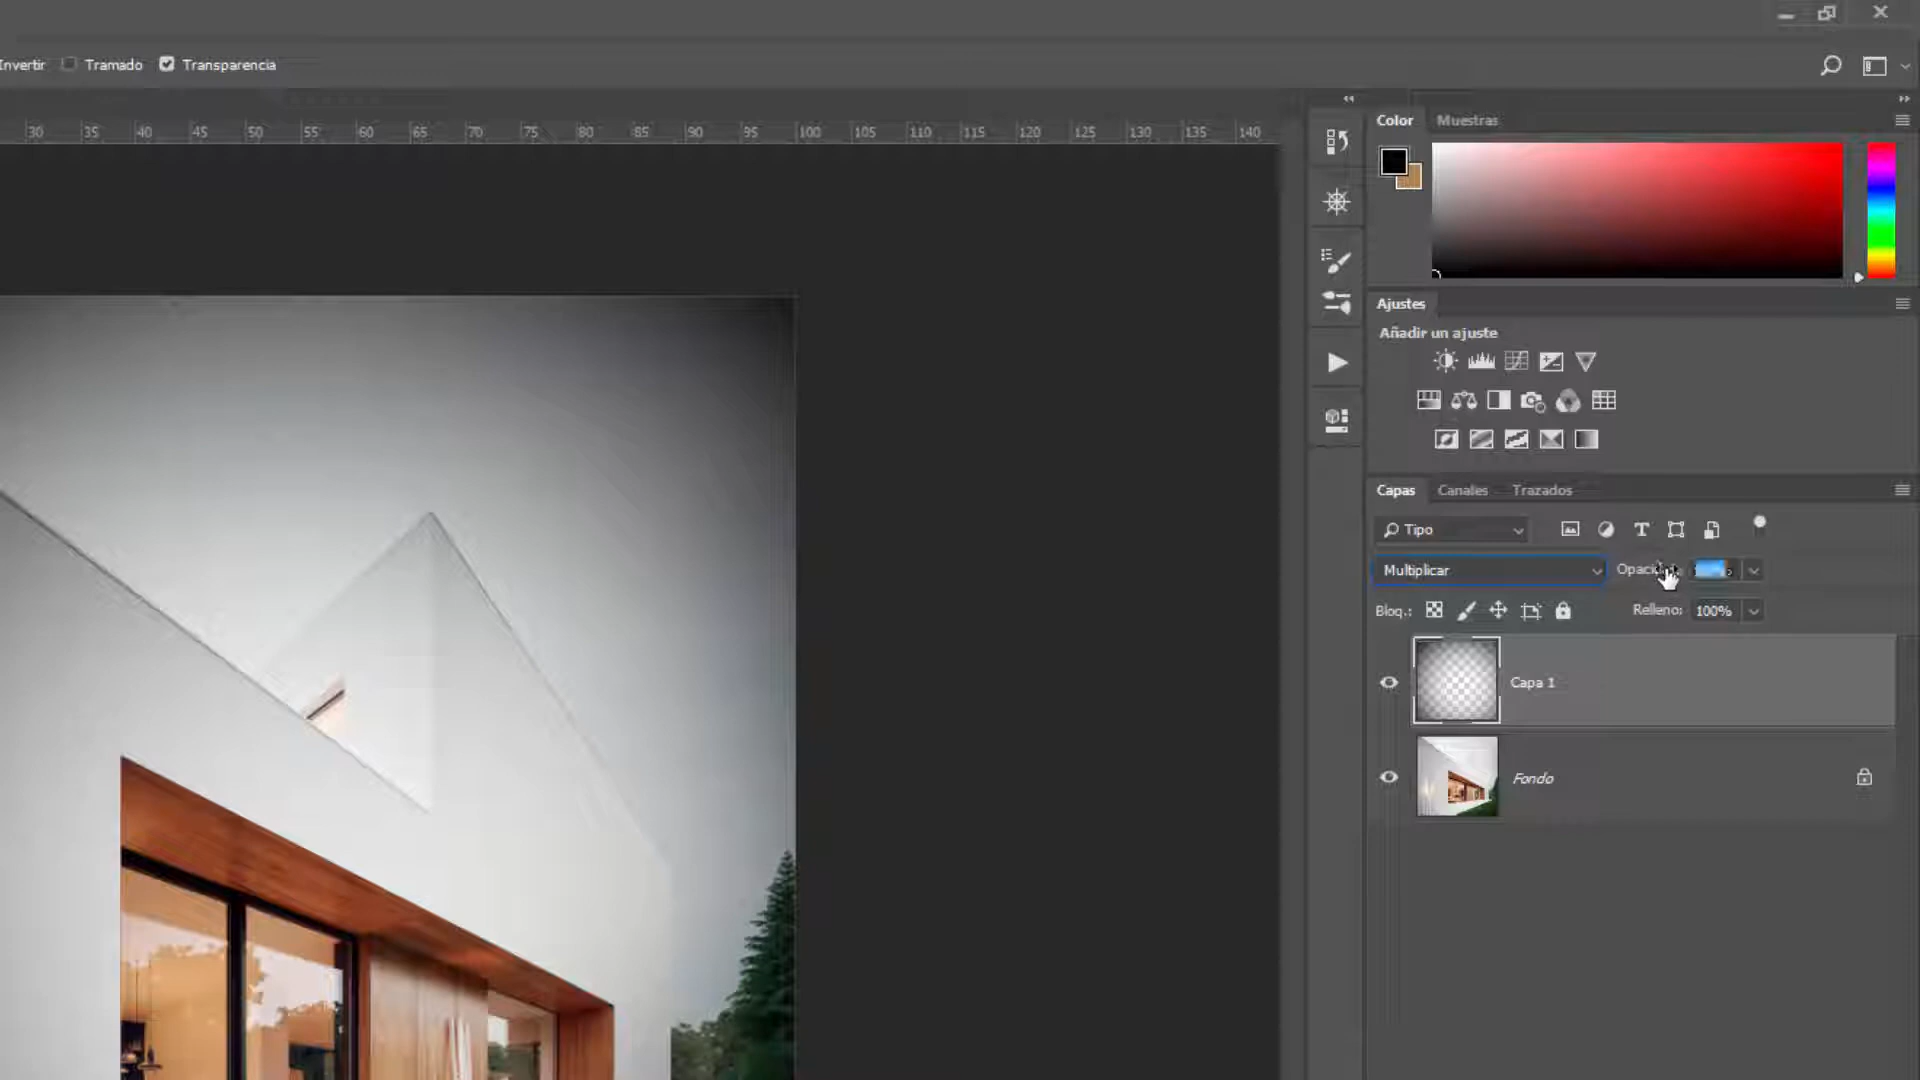 Invertir Tramado Transparencia
30 35 40 45 50 55 60 65 70 75 80 85 90 95 100 105 110 115 120 125 130 135 140
Color Muestras
Ajustes
Añadir un ajuste
Capas Canales Trazados
Tipo
Multiplicar
Bloq.: Relleno: 100%
Capa 1
Fondo